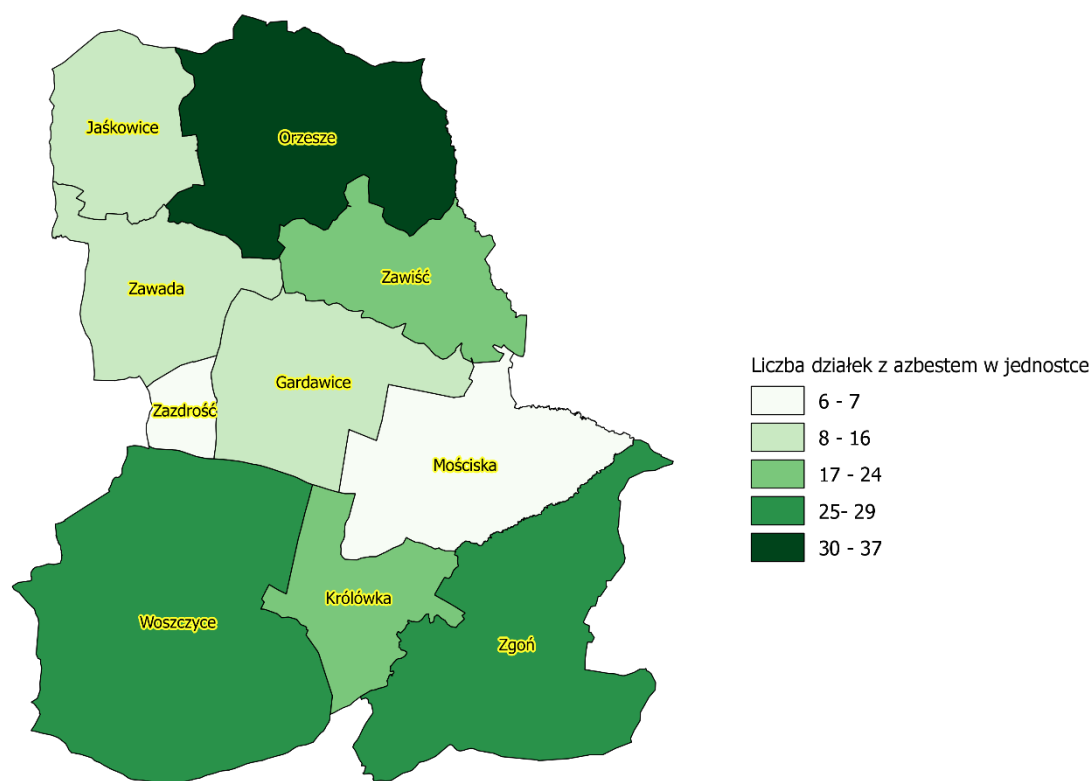 Jaśkowice
Orzesze
Zawiść
Zawada
Gardawice
Zazdrość
Mościska
Królówka
Woszczyce
Zgoń
Liczba działek z azbestem w jednostce
6 - 7
8 - 16
17 - 24
25- 29
30 - 37